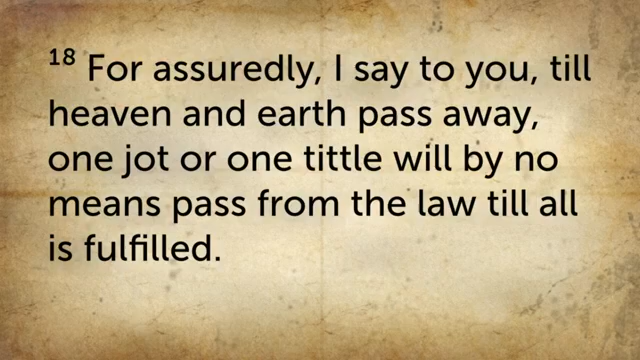 18 For assuredly, I say to you, till
heaven and earth pass away,
one jot or one tittle will by no
means pass from the law till all
is fulfilled.